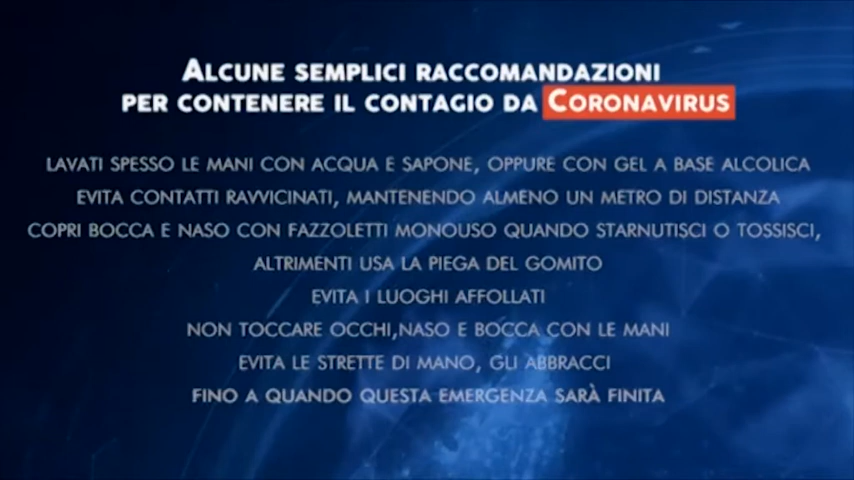 ALCUNE SEMPLICI RACCOMANDAZIONI
PER CONTENERE IL CONTAGIO DA CORONAVIRUS
LAVATI SPESSO LE MANI CON ACQUA E SAPONE, OPPURE CON GEL A BASE ALCOLICA
EVITA CONTATTI RAVVICINATI, MANTENENDO ALMENO UN METRO DI DISTANZA
COPRI BOCCA E NASO CON FAZZOLETTI MONOUSO QUANDO STARNUTISCI O TOSSISCI,
ALTRIMENTI USA LA PIEGA DEL GOMITO
EVITA I LUOGHI AFFOLLATI
NON TOCCARE OCCHI,NASO E BOCCA CON LE MANI
EVITA LE STRETTE DI MANO, GLI ABBRACCI
FINO A QUANDO QUESTA EMERGENZA SARÀ FINITA